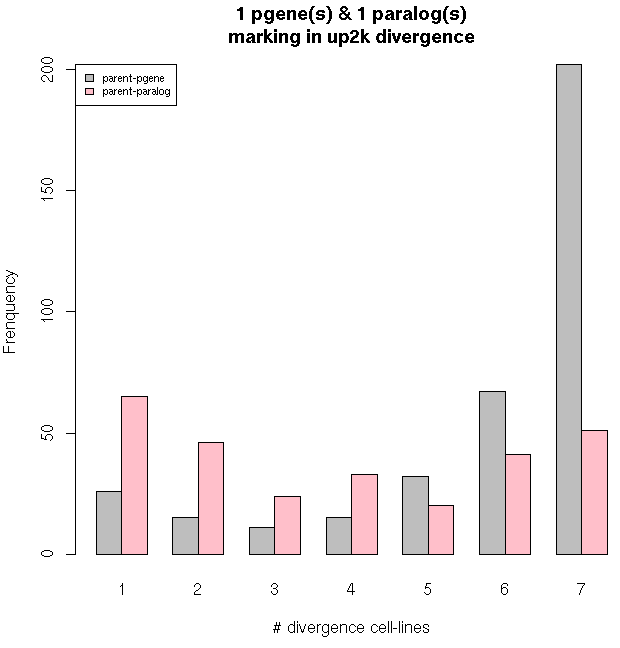 1 pgene(s) & 1 paralog(s)
marking in up2k divergence
parent-pgene
parent-paralog
Frenquency
200
150
100
50
0
1 2 3 4 5 6 7
# divergence cell-lines